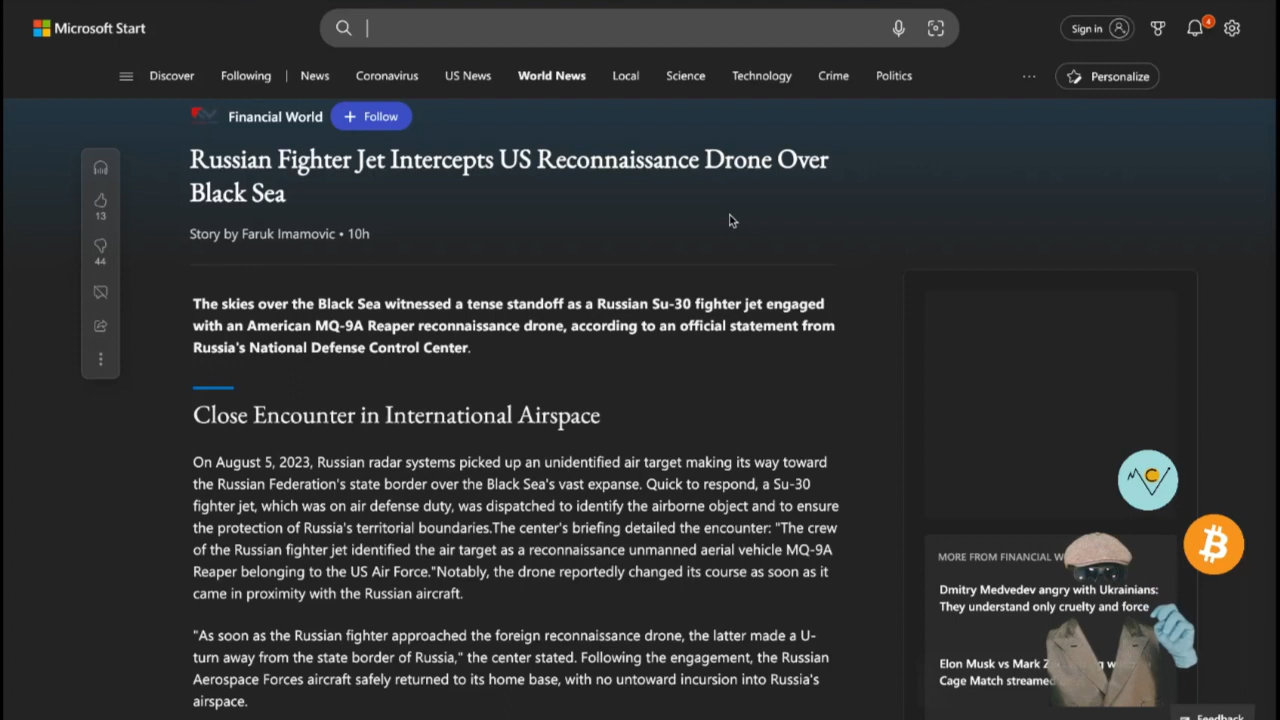 Microsoft Start
Sign in
4
Discover
Following
News
Coronavirus
US News
World News
Local
Science
Technology
Crime
Politics
Personalize
Financial World
Follow
Russian Fighter Jet Intercepts US Reconnaissance Drone Over
Black Sea
13
Story by Faruk Imamovic • 10h
44
The skies over the Black Sea witnessed a tense standoff as a Russian Su-30 fighter jet engaged
with an American MQ-9A Reaper reconnaissance drone, according to an official statement from
Russia's National Defense Control Center.
Close Encounter in International Airspace
On August 5, 2023, Russian radar systems picked up an unidentified air target making its way toward
the Russian Federation's state border over the Black Sea's vast expanse. Quick to respond, a Su-30
fighter jet, which was on air defense duty, was dispatched to identify the airborne object and to ensure
the protection of Russia's territorial boundaries.The center's briefing detailed the encounter: "The crew
of the Russian fighter jet identified the air target as a reconnaissance unmanned aerial vehicle MQ-9A
Reaper belonging to the US Air Force."Notably, the drone reportedly changed its course as soon as it
came in proximity with the Russian aircraft.
"As soon as the Russian fighter approached the foreign reconnaissance drone, the latter made a U-
turn away from the state border of Russia," the center stated. Following the engagement, the Russian
Aerospace Forces aircraft safely returned to its home base, with no untoward incursion into Russia's
airspace.
MORE FROM FINANCIAL
Dmitry Medvedev angry with Ukrainians:
They understand only cruelty and force
Elon Musk vs Mark
Cage Match streamed
Feedback